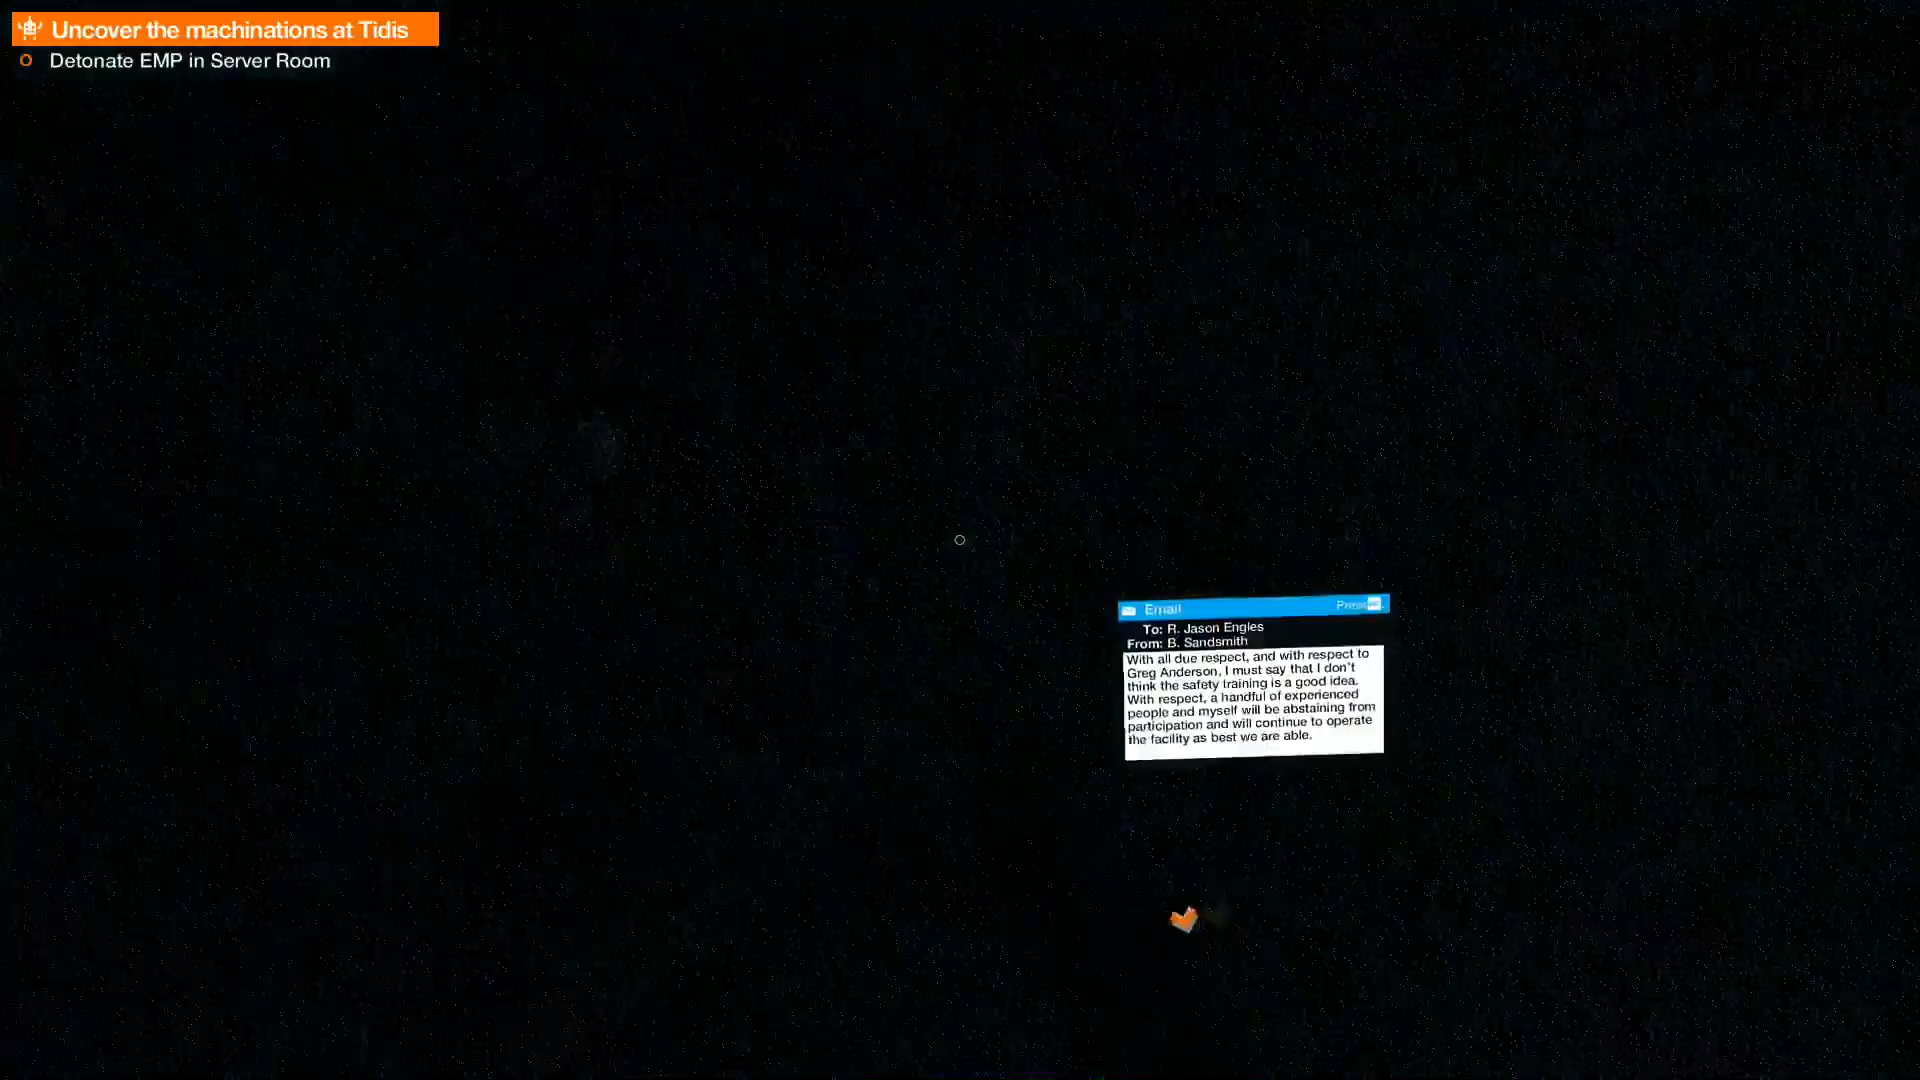 Uncover the machinations at Tidis
Detonate EMP in Server Room
Email
To: R. Jason Engles
From: B. Sandsmith
With all due respect, and with respect to
Greg Anderson, I must say that I don't
think the safety training is a good idea.
With respect, a handful of experienced
people and myself will be abstaining from
participation and will continue to operate
the facility as best we are able.